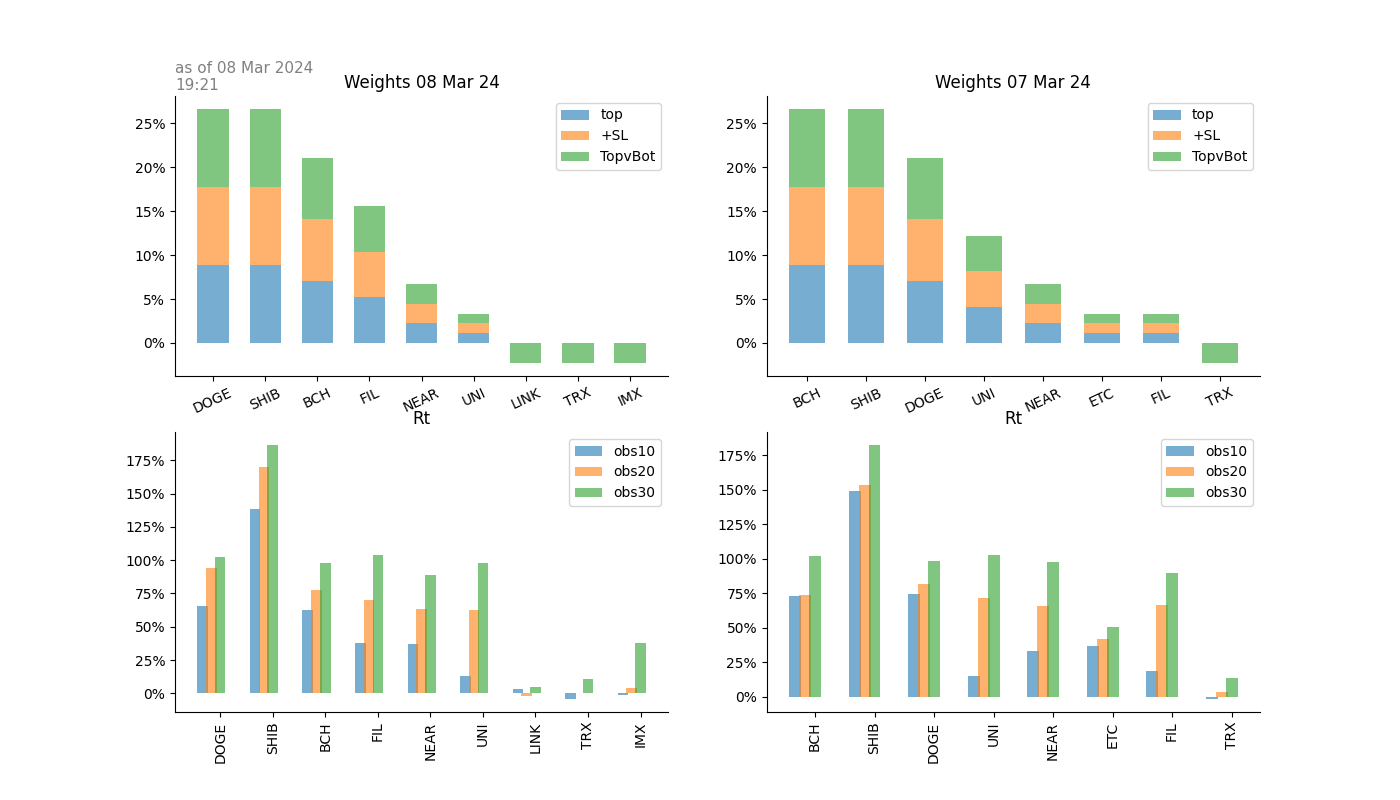 as of 08 Mar 2024
19:21
Weights 08 Mar 24
25%
20%
15%
10%
5%
0%
top
+SL
TopvBot
DOGE SHIB BCH FIL NEAR UNI LINK TRX IMX
Weights 07 Mar 24
25%
20%
15%
10%
5%
0%
top
+SL
TopvBot
BCH SHIB DOGE UNI NEAR ETC FIL TRX
Rt
175%
150%
125%
100%
75%
50%
25%
0%
obs10
obs20
obs30
DOGE SHIB BCH FIL NEAR UNI LINK TRX IMX
Rt
175%
150%
125%
100%
75%
50%
25%
0%
obs10
obs20
obs30
BCH SHIB DOGE UNI NEAR ETC FIL TRX